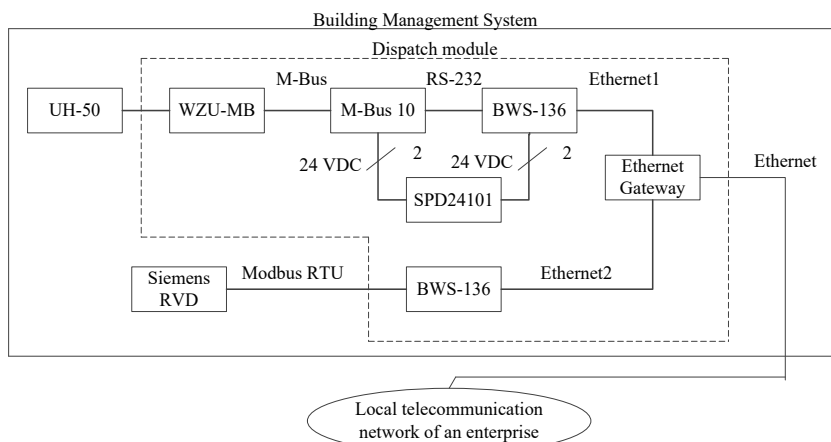 Building Management System
Dispatch module
M-Bus
RS-232
Ethernet1
UH-50
WZU-MB
M-Bus 10
BWS-136
24 VDC
2
24 VDC
2
Ethernet
Gateway
Ethernet
SPD24101
Siemens
RVD
Modbus RTU
BWS-136
Ethernet2
Local telecommunication
network of an enterprise